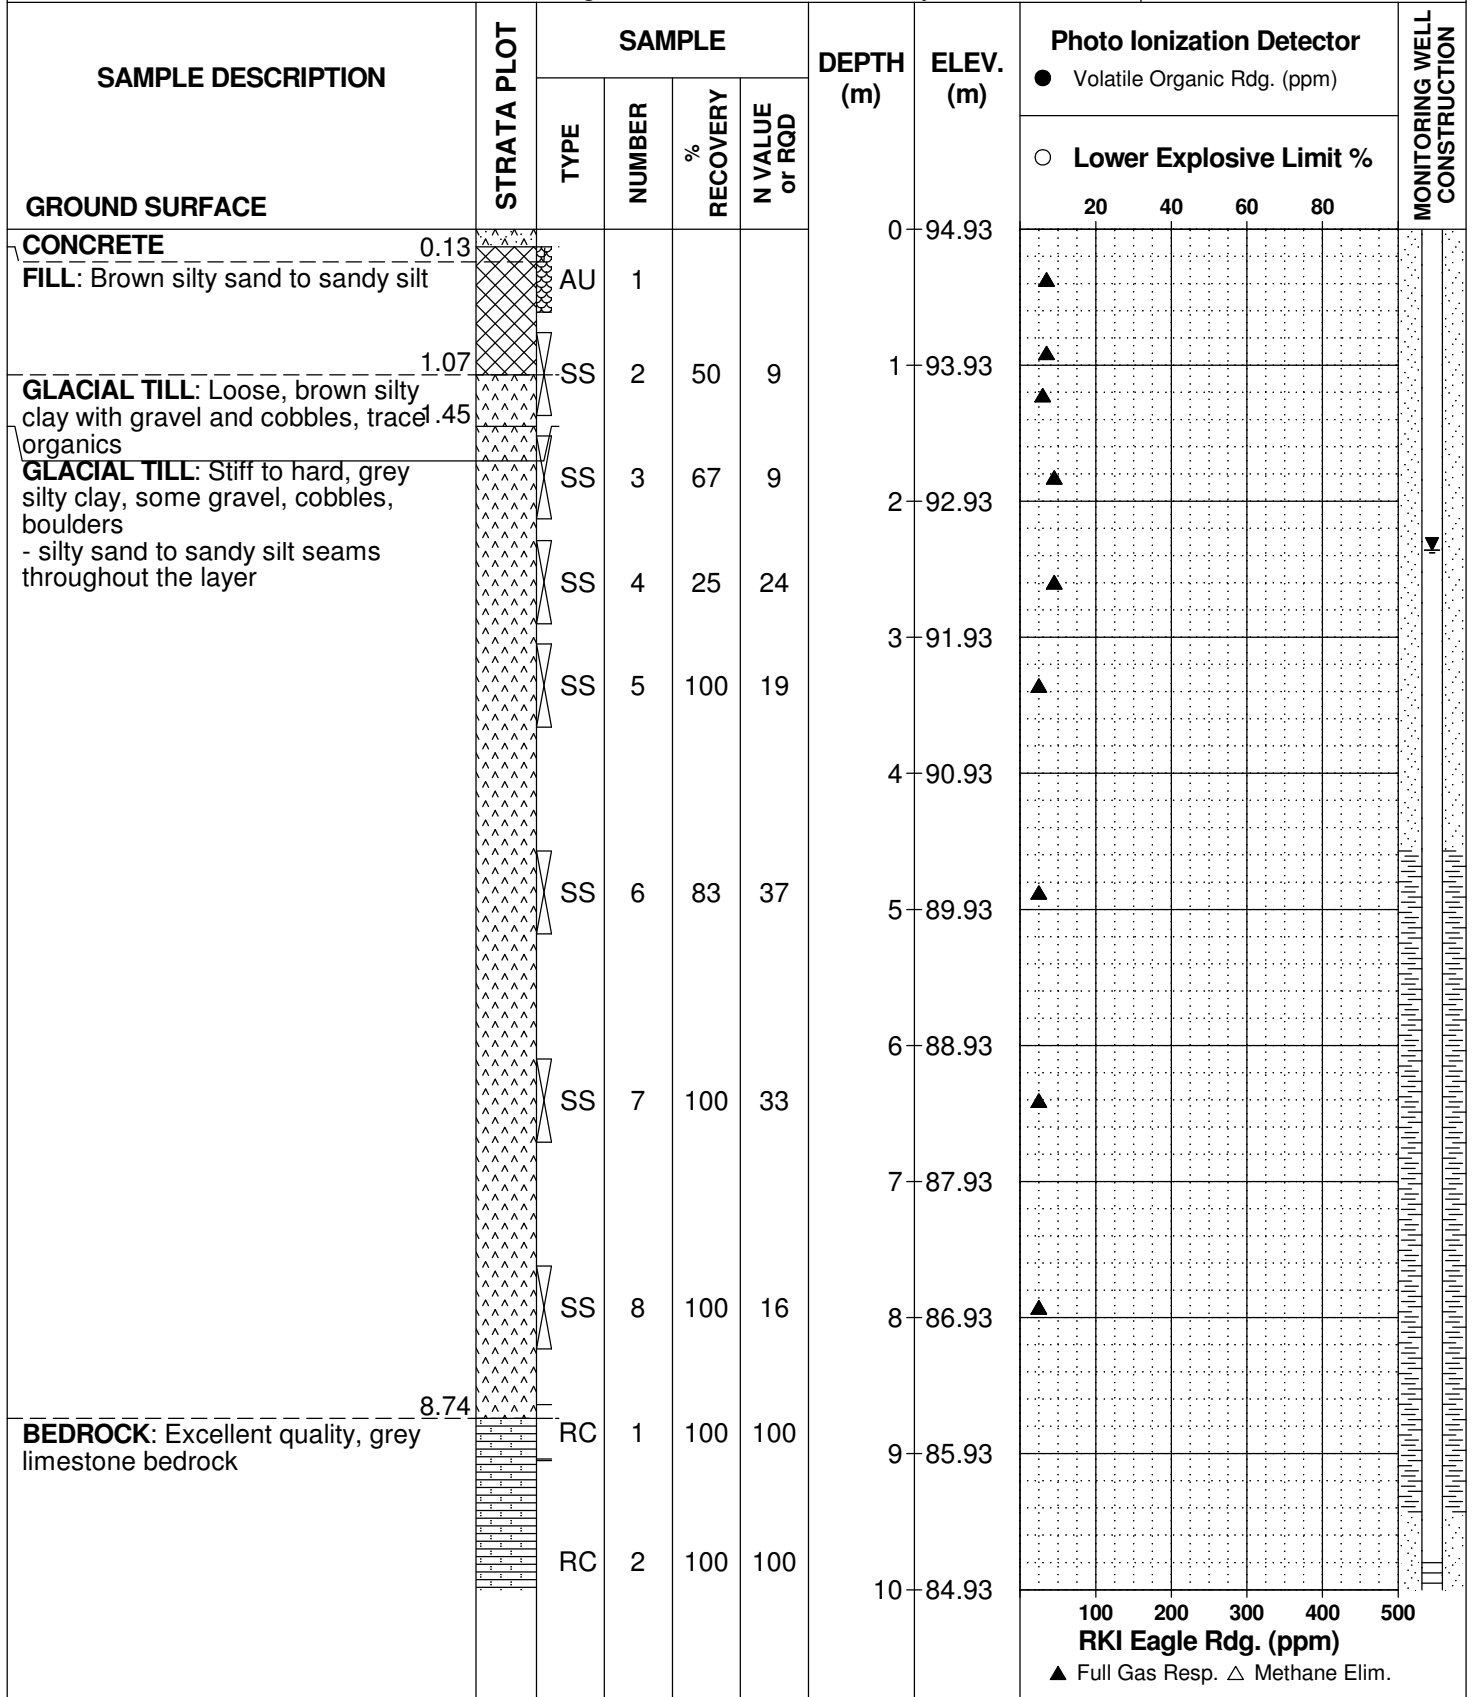 SAMPLE DESCRIPTION
STRATA PLOT
SAMPLE
TYPE
NUMBER
% RECOVERY
N VALUE or RQD
DEPTH (m)
ELEV. (m)
Photo Ionization Detector
● Volatile Organic Rdg. (ppm)
○ Lower Explosive Limit %
MONITORING WELL CONSTRUCTION
20 40 60 80
GROUND SURFACE
0 94.93
CONCRETE 0.13
FILL: Brown silty sand to sandy silt
AU 1
1.07
SS 2 50 9
1 93.93
GLACIAL TILL: Loose, brown silty
clay with gravel and cobbles, trace
organics
1.45
GLACIAL TILL: Stiff to hard, grey
silty clay, some gravel, cobbles,
boulders
- silty sand to sandy silt seams
throughout the layer
SS 3 67 9
2 92.93
SS 4 25 24
3 91.93
SS 5 100 19
4 90.93
SS 6 83 37
5 89.93
6 88.93
SS 7 100 33
7 87.93
SS 8 100 16
8 86.93
8.74
BEDROCK: Excellent quality, grey
limestone bedrock
RC 1 100 100
9 85.93
RC 2 100 100
10 84.93
100 200 300 400 500
RKI Eagle Rdg. (ppm)
▲ Full Gas Resp. △ Methane Elim.